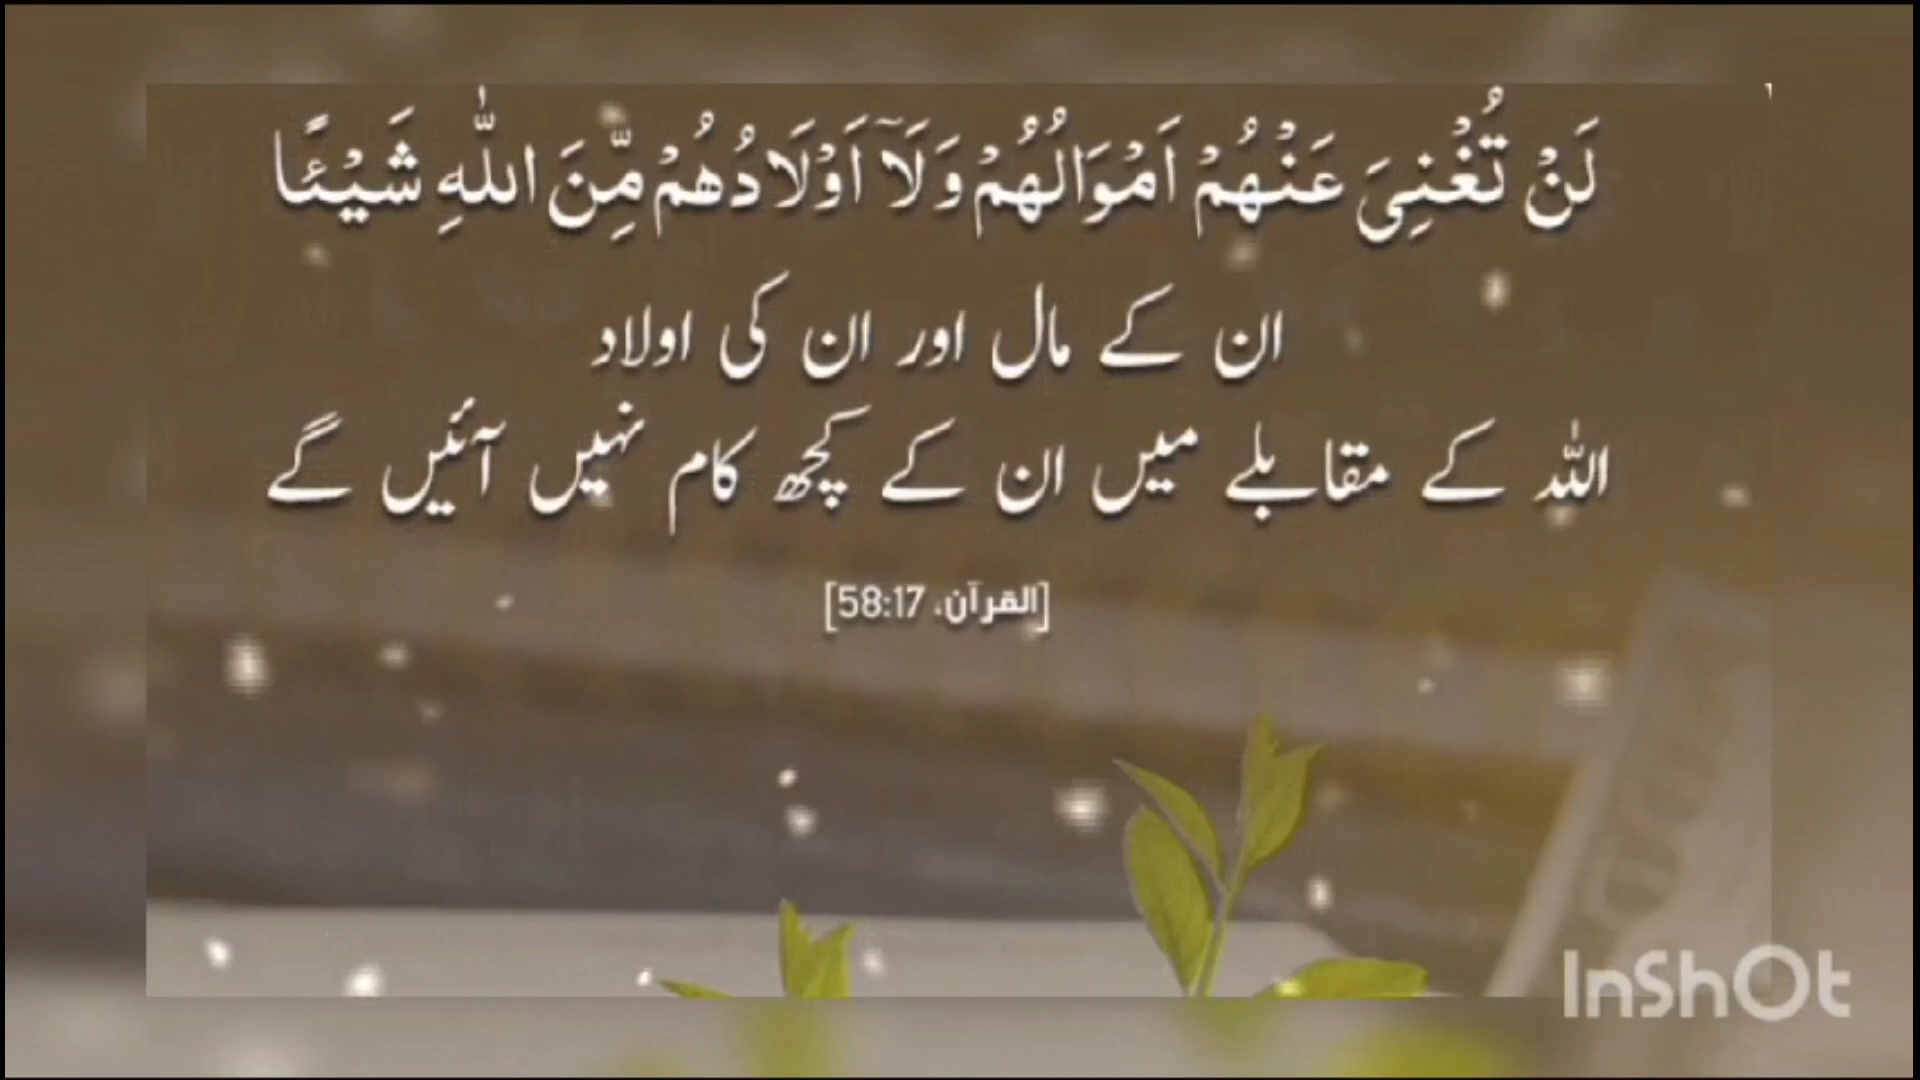 لَنْ تُغْنِیَ عَنْهُمْ اَمْوَالُهُمْ وَلَاۤ اَوْلَادُهُمْ مِّنَ اللّٰهِ شَیْـًٔا
ان کے مال اور ان کی اولاد
اللہ کے مقابلے میں ان کے کچھ کام نہیں آئیں گے
[القرآن، 58:17]
InShOt